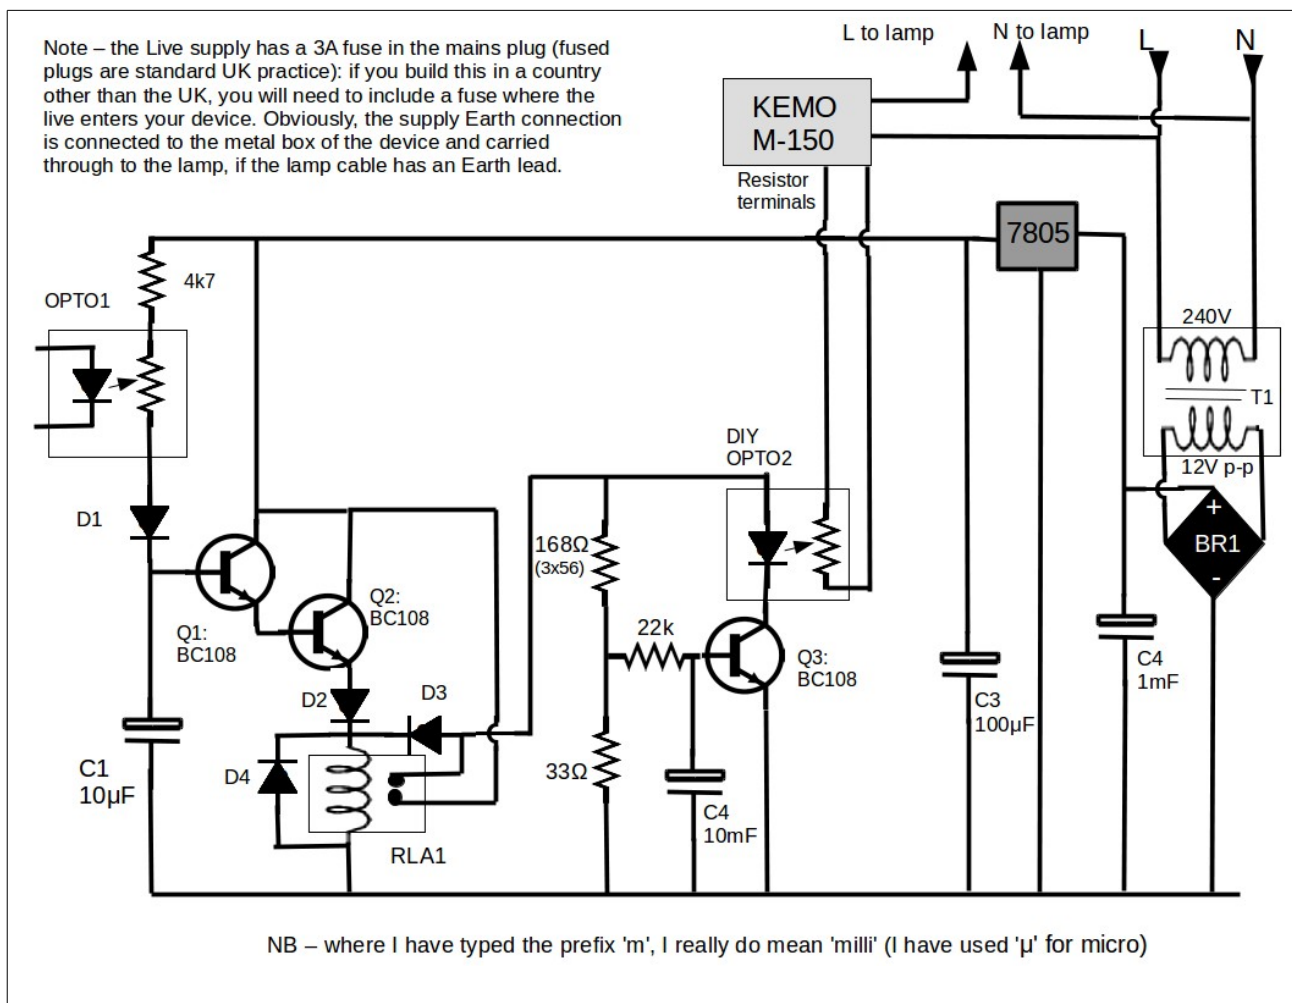 Note – the Live supply has a 3A fuse in the mains plug (fused
plugs are standard UK practice): if you build this in a country
other than the UK, you will need to include a fuse where the
live enters your device. Obviously, the supply Earth connection
is connected to the metal box of the device and carried
through to the lamp, if the lamp cable has an Earth lead.
L to lamp
N to lamp
L
N
KEMO
M-150
Resistor
terminals
7805
4k7
OPTO1
240V
T1
12V p-p
DIY
OPTO2
D1
168Ω
(3x56)
+
BR1
-
Q2:
BC108
Q1:
BC108
22k
Q3:
BC108
C4
1mF
D2
D3
C3
100µF
C1
10µF
D4
33Ω
C4
10mF
RLA1
NB – where I have typed the prefix 'm', I really do mean 'milli' (I have used 'µ' for micro)